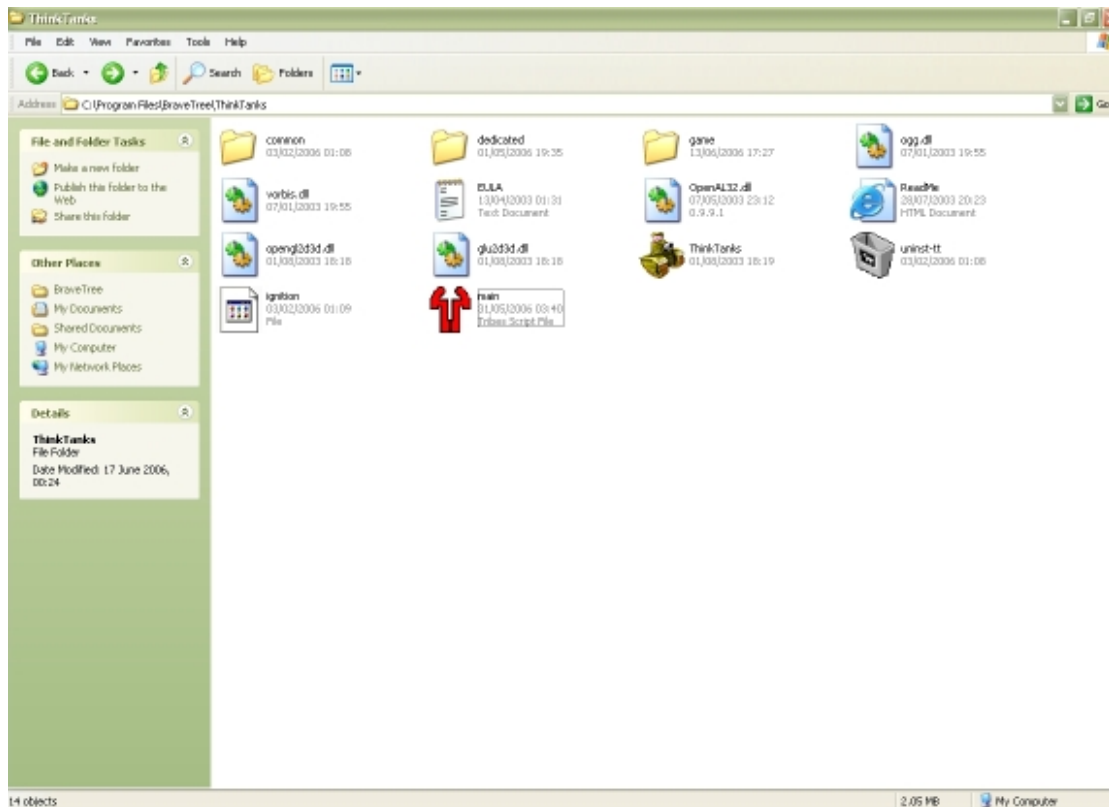 ThinkTanks
File Edit View Favorites Tools Help
Back Search Folders
Address C:\Program Files\BraveTree\ThinkTanks Go
File and Folder Tasks
Make a new folder
Publish this folder to the
Web
Share this folder
Other Places
BraveTree
My Documents
Shared Documents
My Computer
My Network Places
Details
ThinkTanks
File Folder
Date Modified: 17 June 2006,
00:24
common
03/02/2006 01:08
dedicated
01/05/2006 19:35
game
13/06/2006 17:27
ogg.dll
07/01/2003 19:55
vorbis.dll
07/01/2003 19:55
EULA
13/04/2003 01:31
Text Document
OpenAL32.dll
07/05/2003 23:12
0.9.9.1
ReadMe
28/07/2003 20:23
HTML Document
opengl2d3d.dll
01/08/2003 18:18
glu2d3d.dll
01/08/2003 18:18
ThinkTanks
01/08/2003 18:19
uninst-tt
03/02/2006 01:08
ignition
03/02/2006 01:09
File
main
31/05/2006 03:40
Tribes Script File
14 objects 2.05 MB My Computer